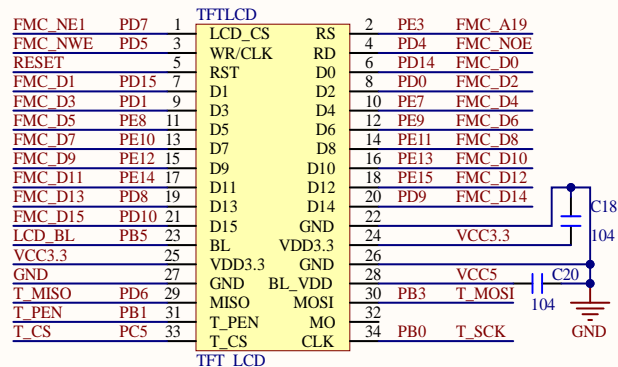 TFTLCD
FMC_NE1 PD7 1 LCD_CS RS 2 PE3 FMC_A19
FMC_NWE PD5 3 WR/CLK RD 4 PD4 FMC_NOE
RESET 5 RST D0 6 PD14 FMC_D0
FMC_D1 PD15 7 D1 D2 8 PD0 FMC_D2
FMC_D3 PD1 9 D3 D4 10 PE7 FMC_D4
FMC_D5 PE8 11 D5 D6 12 PE9 FMC_D6
FMC_D7 PE10 13 D7 D8 14 PE11 FMC_D8
FMC_D9 PE12 15 D9 D10 16 PE13 FMC_D10
FMC_D11 PE14 17 D11 D12 18 PE15 FMC_D12
FMC_D13 PD8 19 D13 D14 20 PD9 FMC_D14
FMC_D15 PD10 21 D15 GND 22 C18
LCD_BL PB5 23 BL VDD3.3 24 VCC3.3 104
VCC3.3 25 VDD3.3 GND 26
GND 27 GND BL_VDD 28 VCC5 C20
T_MISO PD6 29 MISO MOSI 30 PB3 T_MOSI 104
T_PEN PB1 31 T_PEN MO 32 GND
T_CS PC5 33 T_CS CLK 34 PB0 T_SCK
TFT_LCD